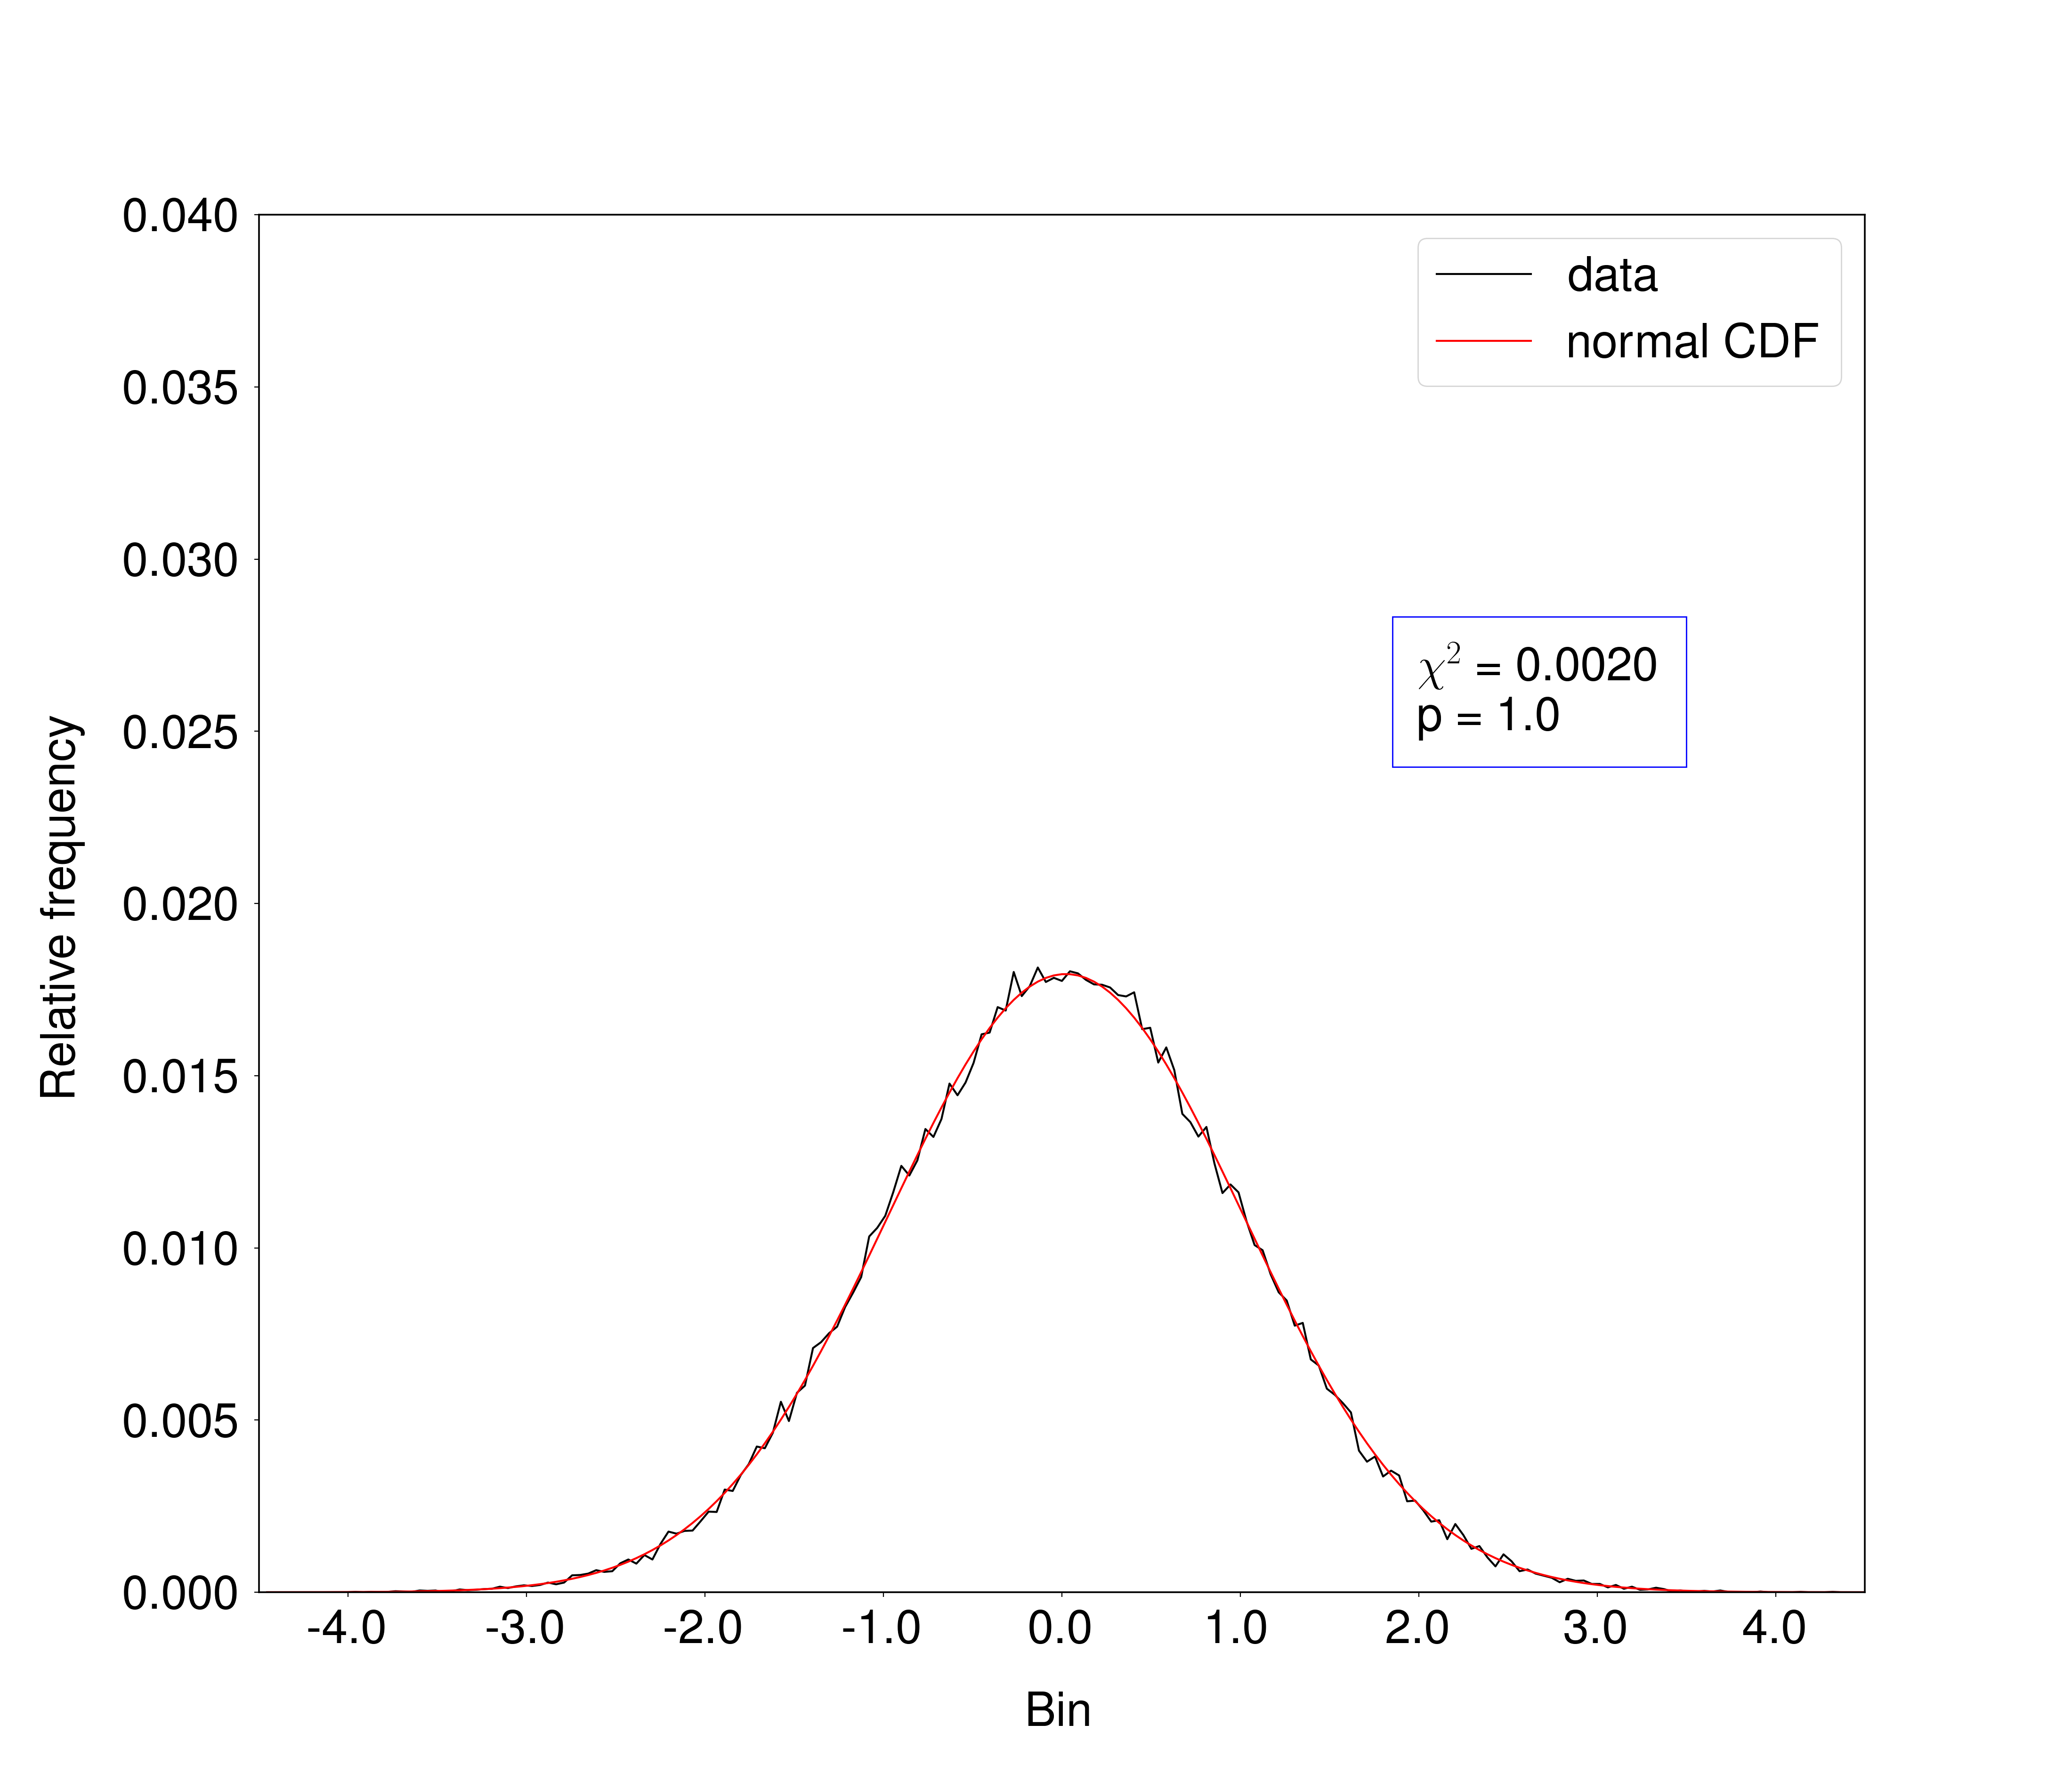 0.040
0.035
0.030
0.025
0.020
0.015
0.010
0.005
0.000
Relative frequency
data
normal CDF
χ² = 0.0020
p = 1.0
-4.0 -3.0 -2.0 -1.0 0.0 1.0 2.0 3.0 4.0
Bin